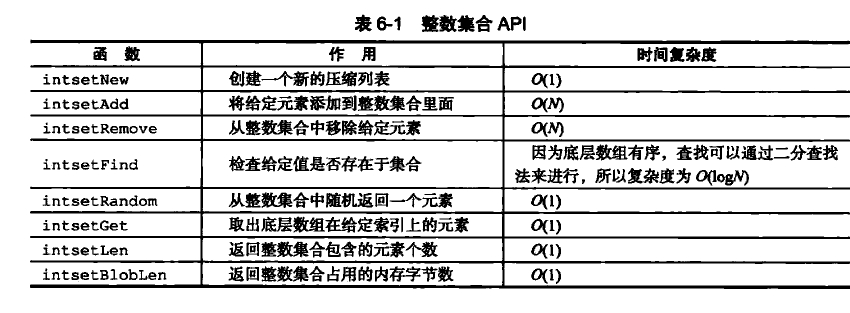 表 6-1 整数集合 API
函 数 作 用 时间复杂度
intsetNew 创建一个新的压缩列表 O(1)
intsetAdd 将给定元素添加到整数集合里面 O(N)
intsetRemove 从整数集合中移除给定元素 O(N)
intsetFind 检查给定值是否存在于集合 因为底层数组有序，查找可以通过二分查找
法来进行，所以复杂度为 O(logN)
intsetRandom 从整数集合中随机返回一个元素 O(1)
intsetGet 取出底层数组在给定索引上的元素 O(1)
intsetLen 返回整数集合包含的元素个数 O(1)
intsetBlobLen 返回整数集合占用的内存字节数 O(1)